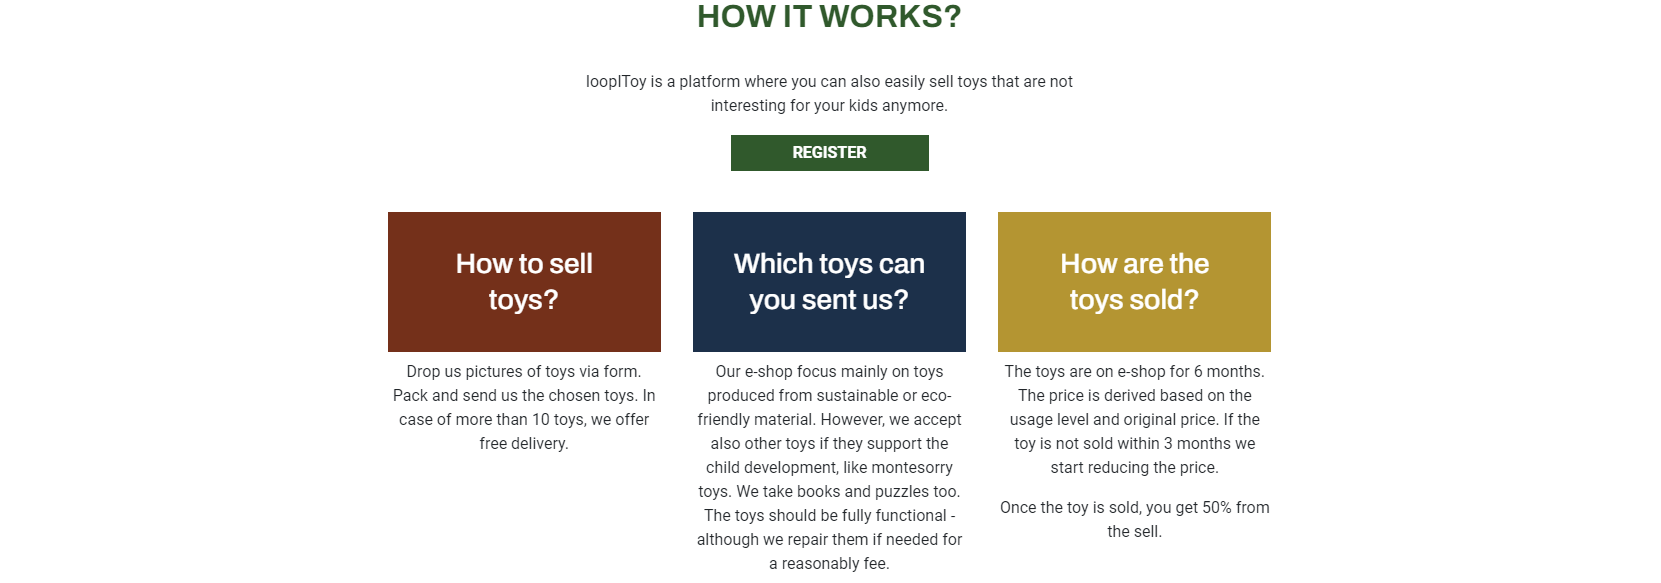 HOW IT WORKS?
loopIToy is a platform where you can also easily sell toys that are not
interesting for your kids anymore.
REGISTER
How to sell
toys?
Drop us pictures of toys via form.
Pack and send us the chosen toys. In
case of more than 10 toys, we offer
free delivery.
Which toys can
you sent us?
Our e-shop focus mainly on toys
produced from sustainable or eco-
friendly material. However, we accept
also other toys if they support the
child development, like montesorry
toys. We take books and puzzles too.
The toys should be fully functional -
although we repair them if needed for
a reasonably fee.
How are the
toys sold?
The toys are on e-shop for 6 months.
The price is derived based on the
usage level and original price. If the
toy is not sold within 3 months we
start reducing the price.
Once the toy is sold, you get 50% from
the sell.